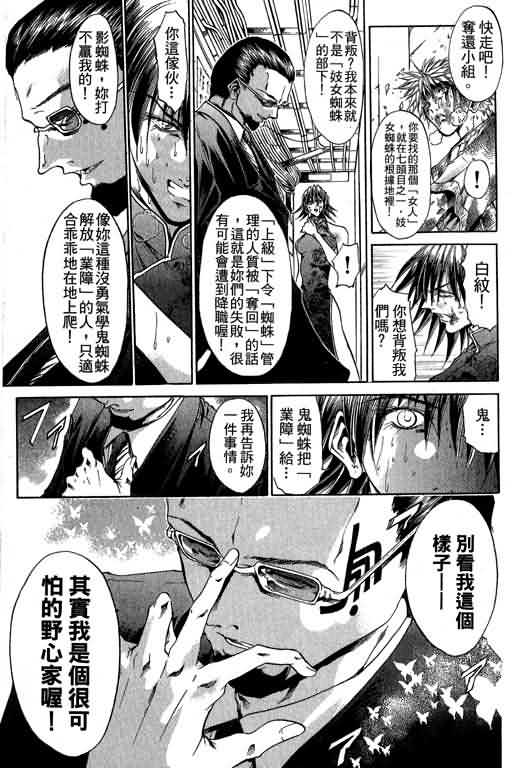 快走吧！
奪還小組。
你要找的那個「女人」
，就在七頭目之一，妓
女蜘蛛的根據地裡！
！
白紋！
你想背叛我
們嗎？
背叛？我本來就
不是「妓女蜘蛛
」的部下！
！
「上級」下令「蜘蛛」管
理的人質被「奪回」的話
，這就是妳們的失敗，很
有可能會遭到降職喔！
你這傢伙…
影蜘蛛，妳打
不贏我的！
像妳這種沒勇氣學鬼蜘蛛
解放「業障」的人，只適
合乖乖在地上爬！
鬼…
鬼蜘蛛把「
業障」給…
我再告訴妳
一件事情。
別看我這個
樣子——
其實我是個很可
怕的野心家喔！